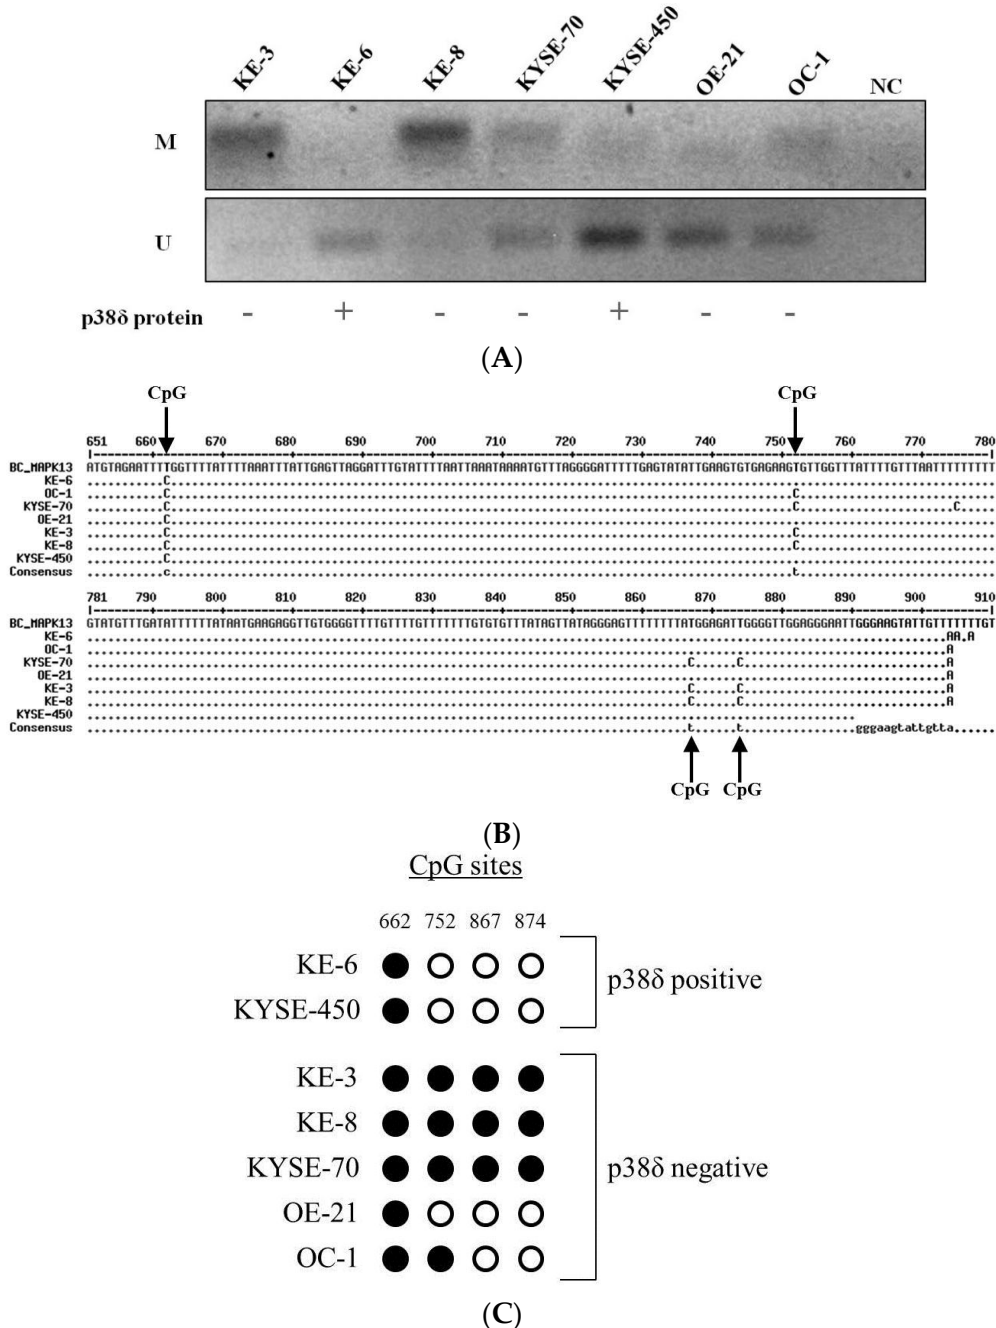 KE-3 KE-6 KE-8 KYSE-70 KYSE-450 OE-21 OC-1 NC
M
U
p38δ protein - + - - + - -
(A)
CpG CpG
651 660 670 680 690 700 710 720 730 740 750 760 770 780
BC_MAPK13 ATGTAGAATTTTGGTTTTATTTTAAATTTATTGAGTTAGGATTTGTATTTTAATTAAATAAAATGTTTAGGGGATTTTTGAGTATATTGAAGTGTGAGAAGTGTTGGTTTATTTTGTTTAATTTTTTTTT
KE-6 C
OC-1 C C
KYSE-70 C C C
OE-21 C
KE-3 C C
KE-8 C C
KYSE-450 C
Consensus c t
781 790 800 810 820 830 840 850 860 870 880 890 900 910
BC_MAPK13 GTATGTTTGATATTTTTTATAATGAAGAGGTTGTGGGGTTTTGTTTTGTTTTGTGTGTTATAGTTATAGGGAGTTTTTTTTATGGAGATTGGGGTTGGAGGGAATTGGGAAGTATTGTTTTTTTGT
KE-6 AA.A
OC-1 A
KYSE-70 C C A
OE-21 A
KE-3 C C A
KE-8 C C A
KYSE-450
Consensus t t gggaagtattgtta
CpG CpG
(B)
CpG sites
662 752 867 874
KE-6
KYSE-450
p38δ positive
KE-3
KE-8
KYSE-70
OE-21
OC-1
p38δ negative
(C)